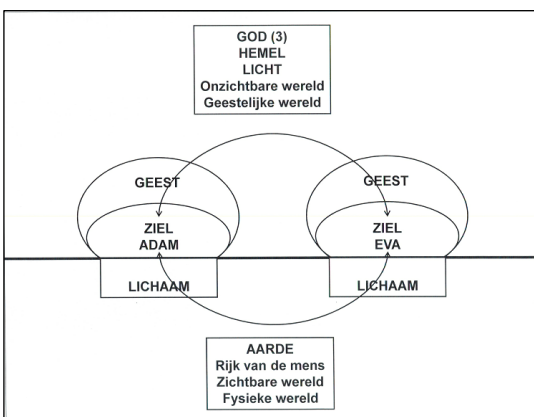 GOD (3)
HEMEL
LICHT
Onzichtbare wereld
Geestelijke wereld
GEEST
GEEST
ZIEL
ADAM
ZIEL
EVA
LICHAAM
LICHAAM
AARDE
Rijk van de mens
Zichtbare wereld
Fysieke wereld